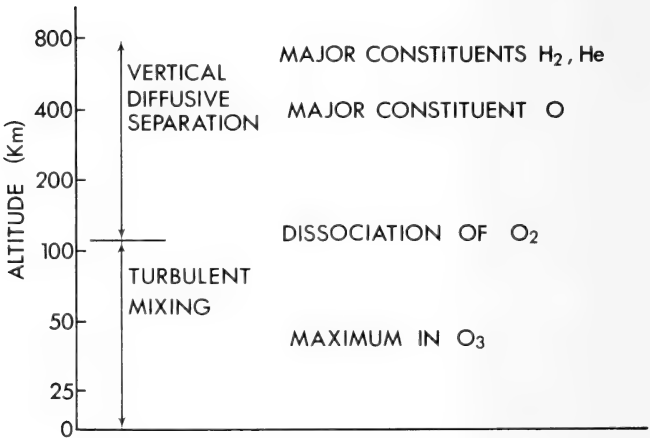 800
MAJOR CONSTITUENTS H₂, He
VERTICAL
DIFFUSIVE
SEPARATION
400
MAJOR CONSTITUENT O
ALTITUDE (Km)
200
DISSOCIATION OF O₂
100
TURBULENT
MIXING
50
MAXIMUM IN O₃
25
0